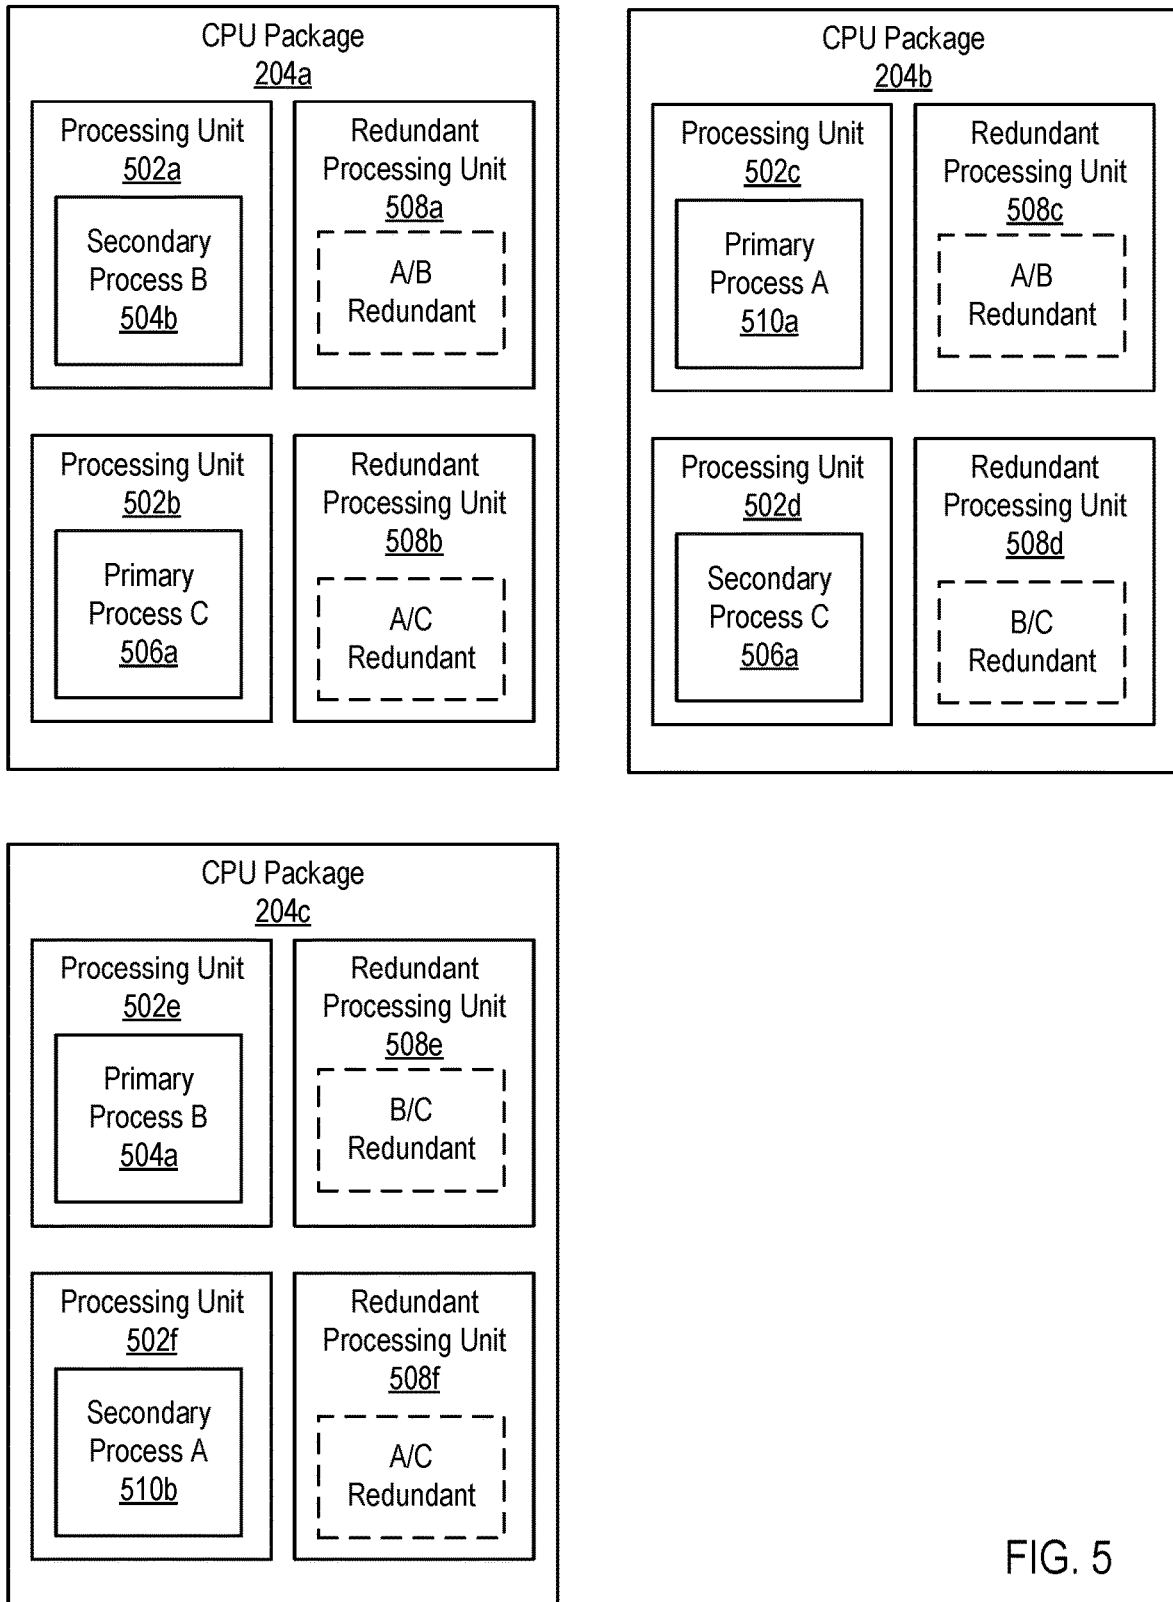 CPU Package
204a
Processing Unit
502a
Secondary
Process B
504b
Redundant
Processing Unit
508a
A/B
Redundant
Processing Unit
502b
Primary
Process C
506a
Redundant
Processing Unit
508b
A/C
Redundant
CPU Package
204b
Processing Unit
502c
Primary
Process A
510a
Redundant
Processing Unit
508c
A/B
Redundant
Processing Unit
502d
Secondary
Process C
506a
Redundant
Processing Unit
508d
B/C
Redundant
CPU Package
204c
Processing Unit
502e
Primary
Process B
504a
Redundant
Processing Unit
508e
B/C
Redundant
Processing Unit
502f
Secondary
Process A
510b
Redundant
Processing Unit
508f
A/C
Redundant
FIG. 5